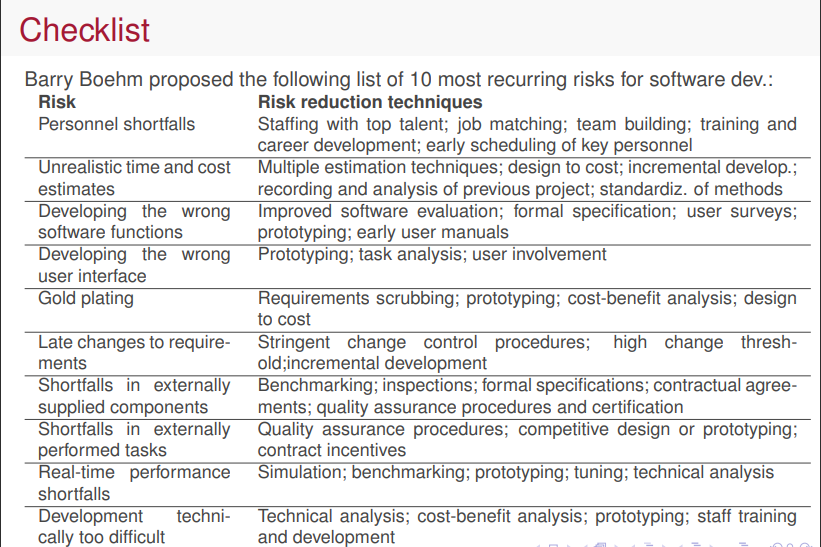 Checklist
Barry Boehm proposed the following list of 10 most recurring risks for software dev.:
Risk Risk reduction techniques
Personnel shortfalls Staffing with top talent; job matching; team building; training and
career development; early scheduling of key personnel
Unrealistic time and cost Multiple estimation techniques; design to cost; incremental develop.;
estimates recording and analysis of previous project; standardiz. of methods
Developing the wrong Improved software evaluation; formal specification; user surveys;
software functions prototyping; early user manuals
Developing the wrong Prototyping; task analysis; user involvement
user interface
Gold plating Requirements scrubbing; prototyping; cost-benefit analysis; design
to cost
Late changes to require- Stringent change control procedures; high change thresh-
ments old;incremental development
Shortfalls in externally Benchmarking; inspections; formal specifications; contractual agree-
supplied components ments; quality assurance procedures and certification
Shortfalls in externally Quality assurance procedures; competitive design or prototyping;
performed tasks contract incentives
Real-time performance Simulation; benchmarking; prototyping; tuning; technical analysis
shortfalls
Development techni- Technical analysis; cost-benefit analysis; prototyping; staff training
cally too difficult and development